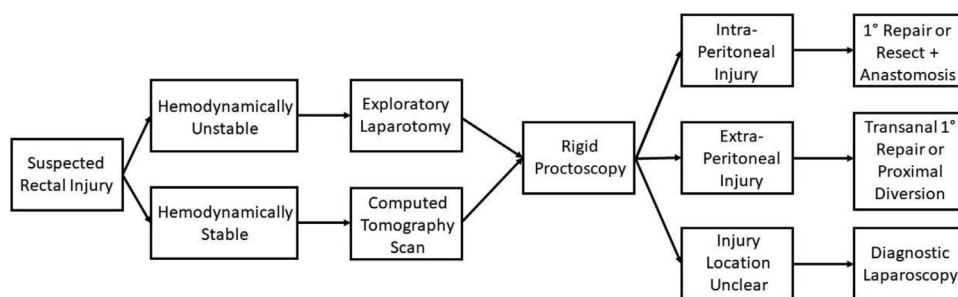 Suspected
Rectal Injury
Hemodynamically
Unstable
Hemodynamically
Stable
Exploratory
Laparotomy
Computed
Tomography
Scan
Rigid
Proctoscopy
Intra-
Peritoneal
Injury
Extra-
Peritoneal
Injury
Injury
Location
Unclear
1° Repair or
Resect +
Anastomosis
Transanal 1°
Repair or
Proximal
Diversion
Diagnostic
Laparoscopy